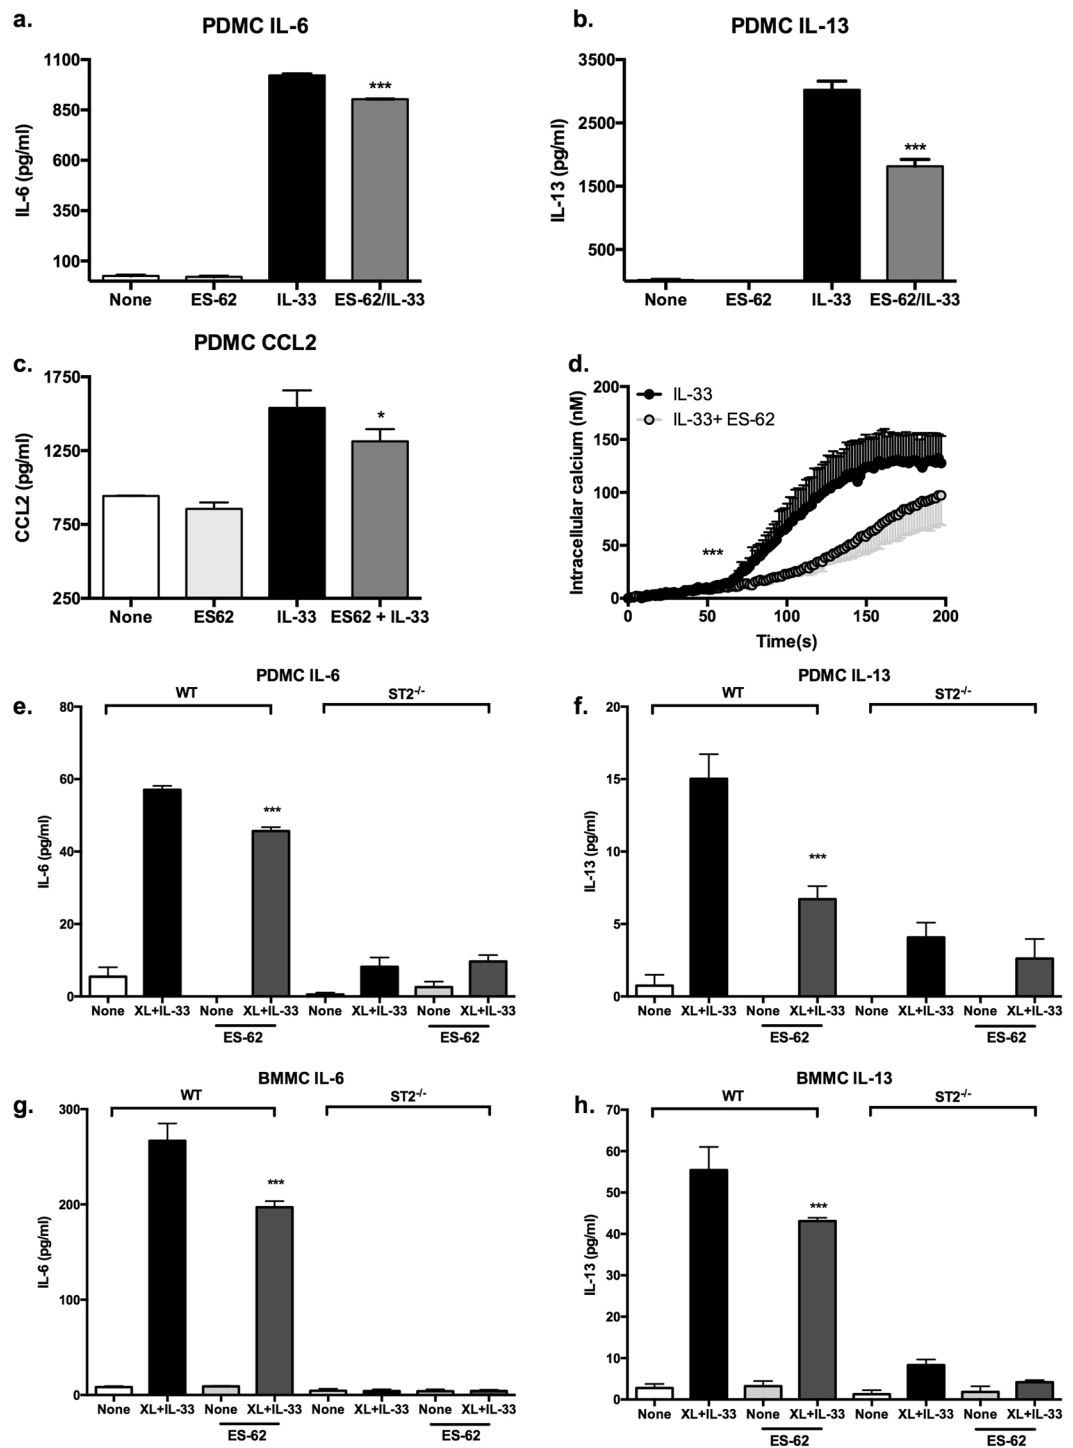 a.
PDMC IL-6
IL-6 (pg/ml)
1100
850
600
350
100
None ES-62 IL-33 ES-62/IL-33
***
b.
PDMC IL-13
IL-13 (pg/ml)
3500
2500
1500
500
None ES-62 IL-33 ES-62/IL-33
***
c.
PDMC CCL2
CCL2 (pg/ml)
1750
1250
750
250
None ES62 IL-33 ES62 + IL-33
*
d.
Intracellular calcium (nM)
200
150
100
50
0
IL-33
IL-33+ ES-62
***
0 50 100 150 200
Time(s)
e.
PDMC IL-6
WT ST2-/-
IL-6 (pg/ml)
80
60
40
20
0
***
None XL+IL-33 None XL+IL-33 None XL+IL-33 None XL+IL-33
ES-62 ES-62
f.
PDMC IL-13
WT ST2-/-
IL-13 (pg/ml)
20
15
10
5
0
***
None XL+IL-33 None XL+IL-33 None XL+IL-33 None XL+IL-33
ES-62 ES-62
g.
BMMC IL-6
WT ST2-/-
IL-6 (pg/ml)
300
200
100
0
***
None XL+IL-33 None XL+IL-33 None XL+IL-33 None XL+IL-33
ES-62 ES-62
h.
BMMC IL-13
WT ST2-/-
IL-13 (pg/ml)
70
60
50
40
30
20
10
0
***
None XL+IL-33 None XL+IL-33 None XL+IL-33 None XL+IL-33
ES-62 ES-62